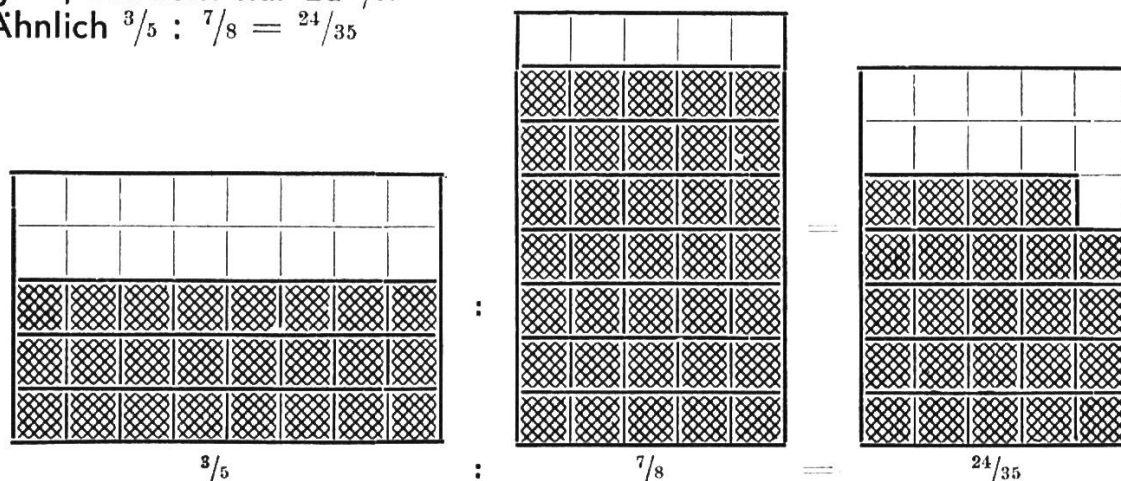 Ähnlich 3/5 : 7/8 = 24/35
: =
3/5 : 7/8 = 24/35